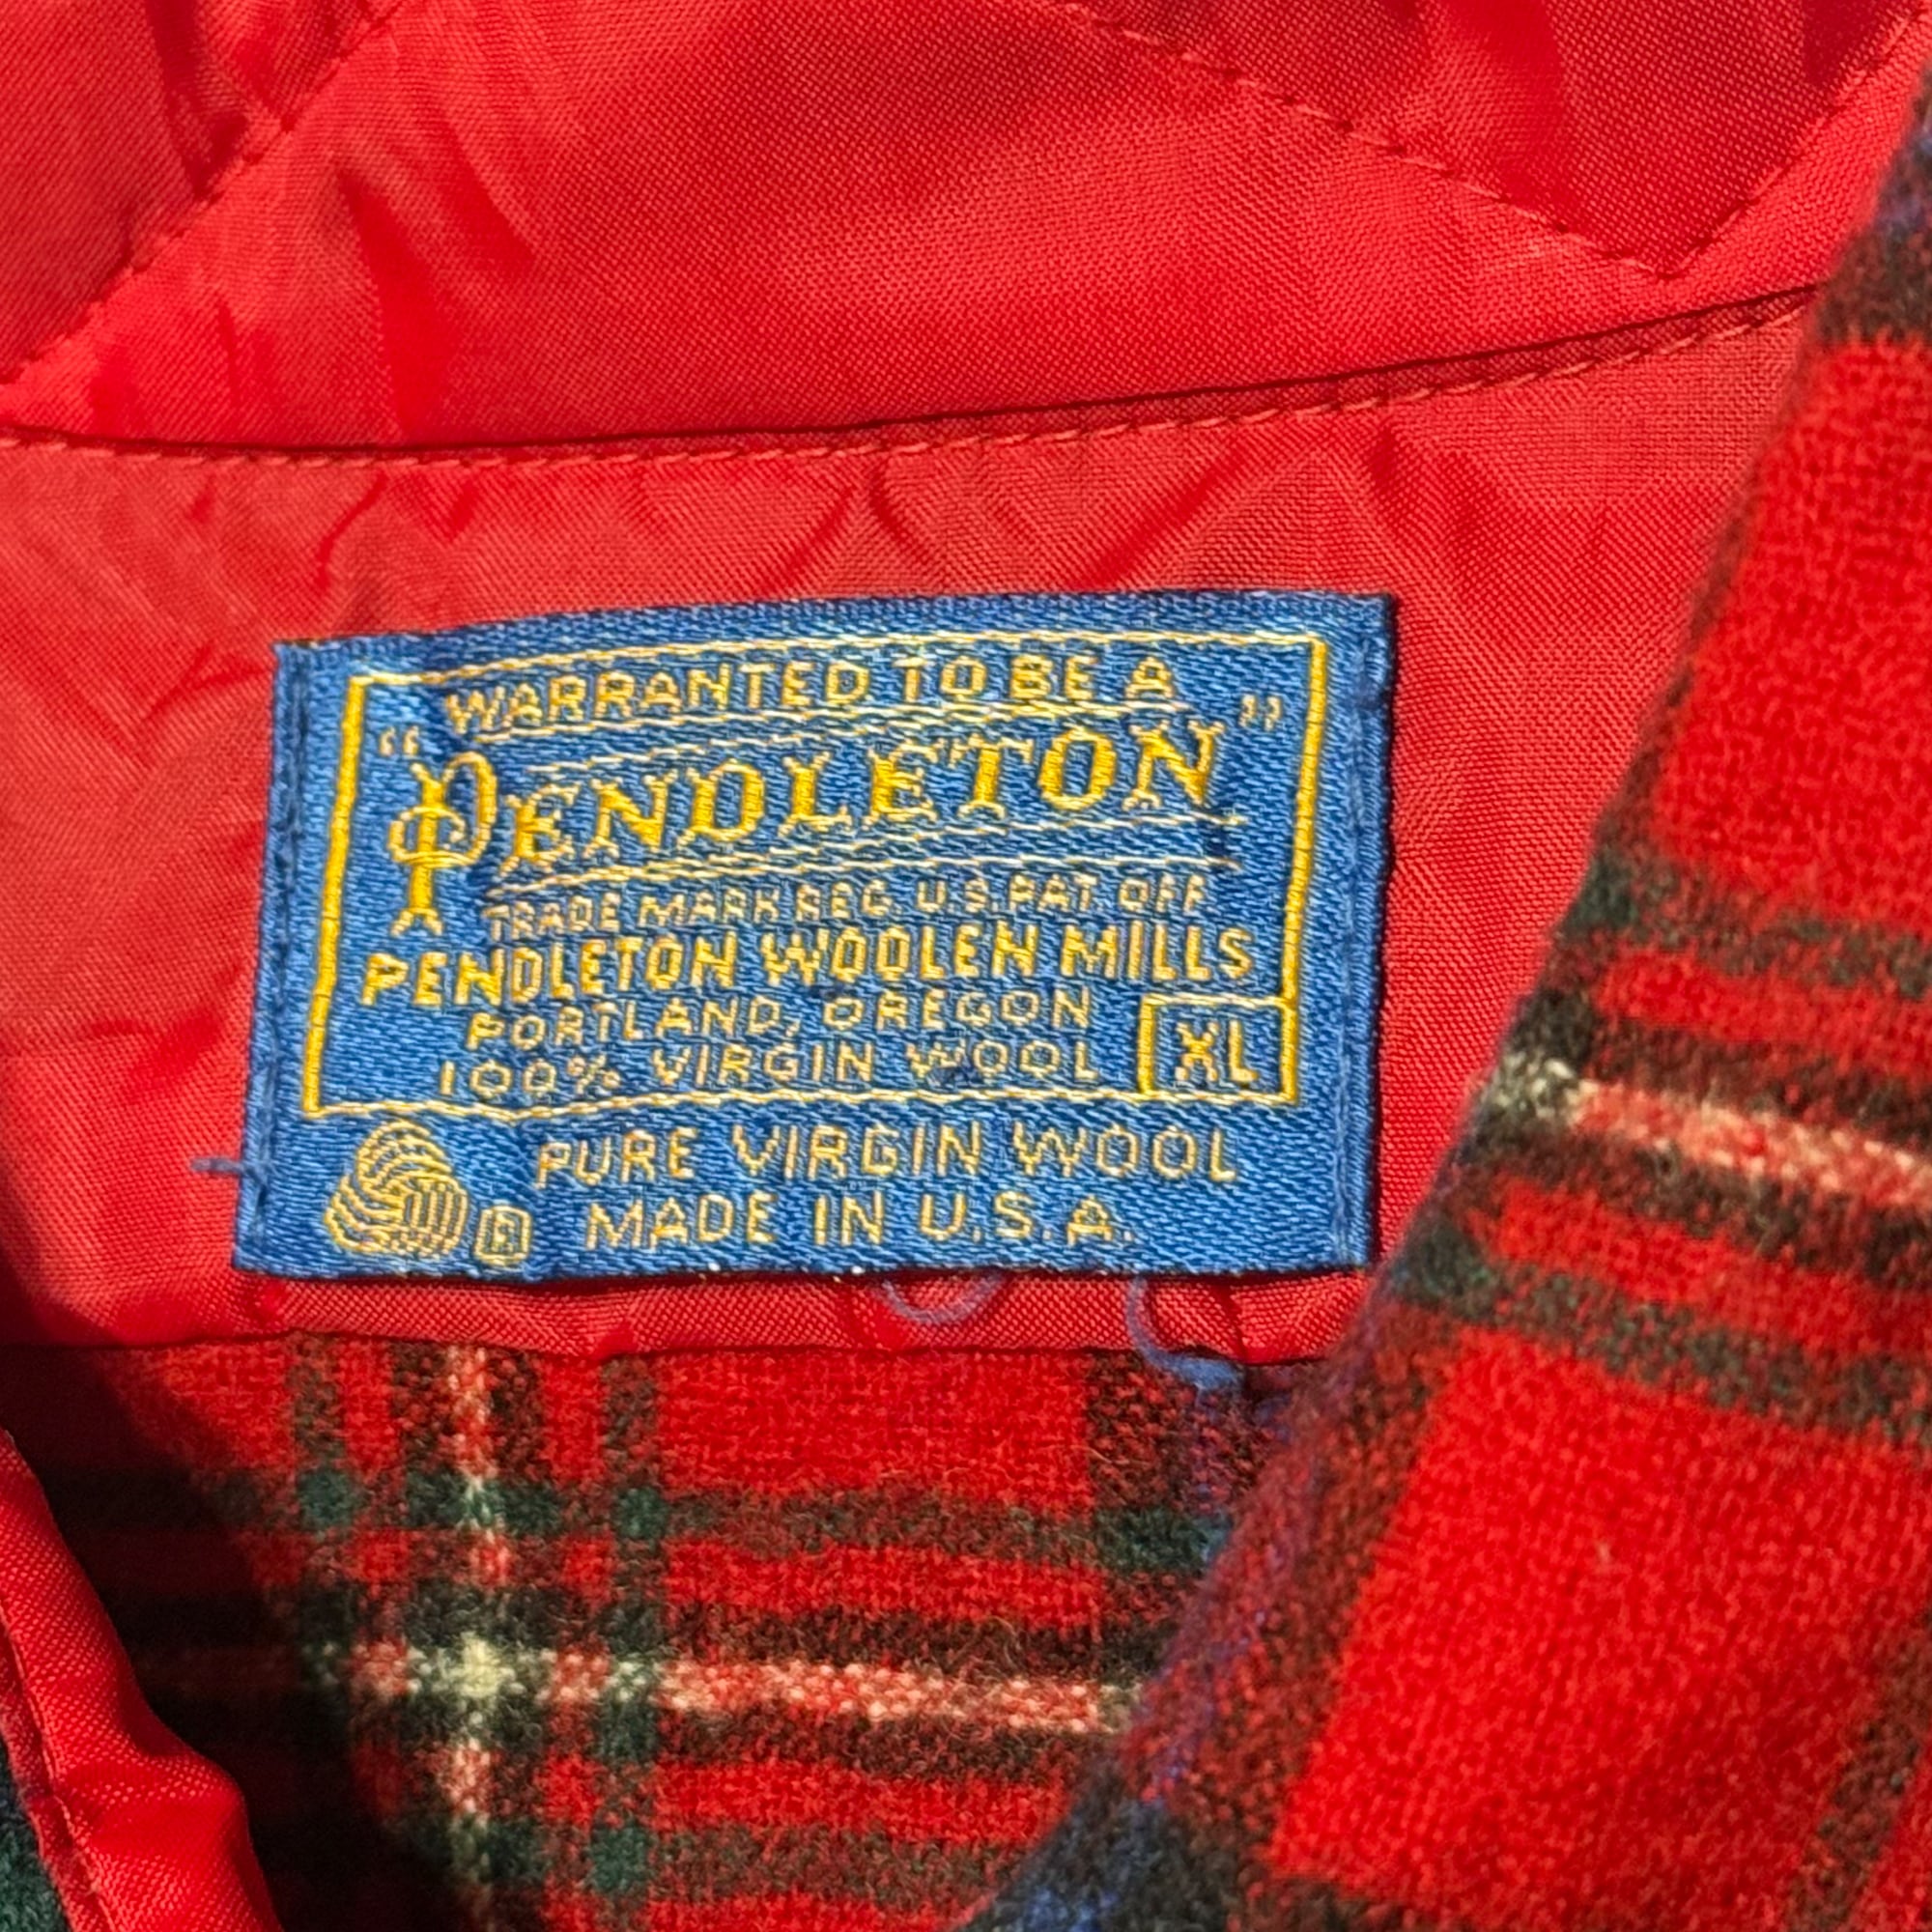 WARRANTED TO BE A
"PENDLETON"
TRADE MARK REG. U.S. PAT. OFF.
PENDLETON WOOLEN MILLS
PORTLAND, OREGON
100% VIRGIN WOOL XL
PURE VIRGIN WOOL
R MADE IN U.S.A.